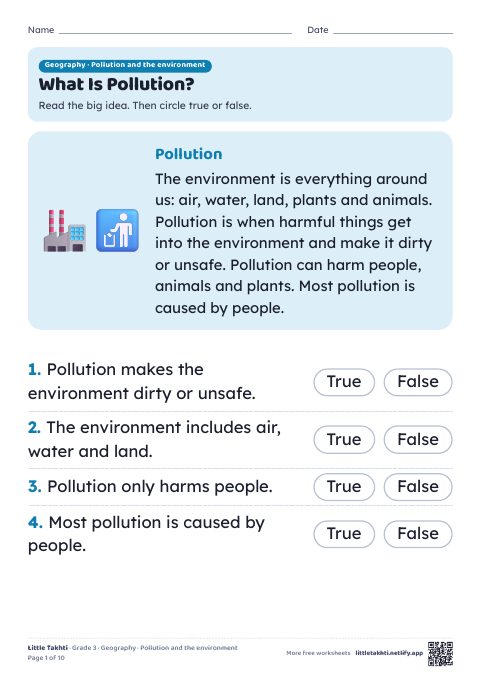 Name
Date
Geography · Pollution and the environment
What Is Pollution?
Read the big idea. Then circle true or false.
Pollution
The environment is everything around
us: air, water, land, plants and animals.
Pollution is when harmful things get
into the environment and make it dirty
or unsafe. Pollution can harm people,
animals and plants. Most pollution is
caused by people.
1. Pollution makes the
environment dirty or unsafe.
True False
2. The environment includes air,
water and land.
True False
3. Pollution only harms people.
True False
4. Most pollution is caused by
people.
True False
Little Takhti · Grade 3 · Geography · Pollution and the environment
Page 1 of 10
More free worksheets · littletakhti.netlify.app